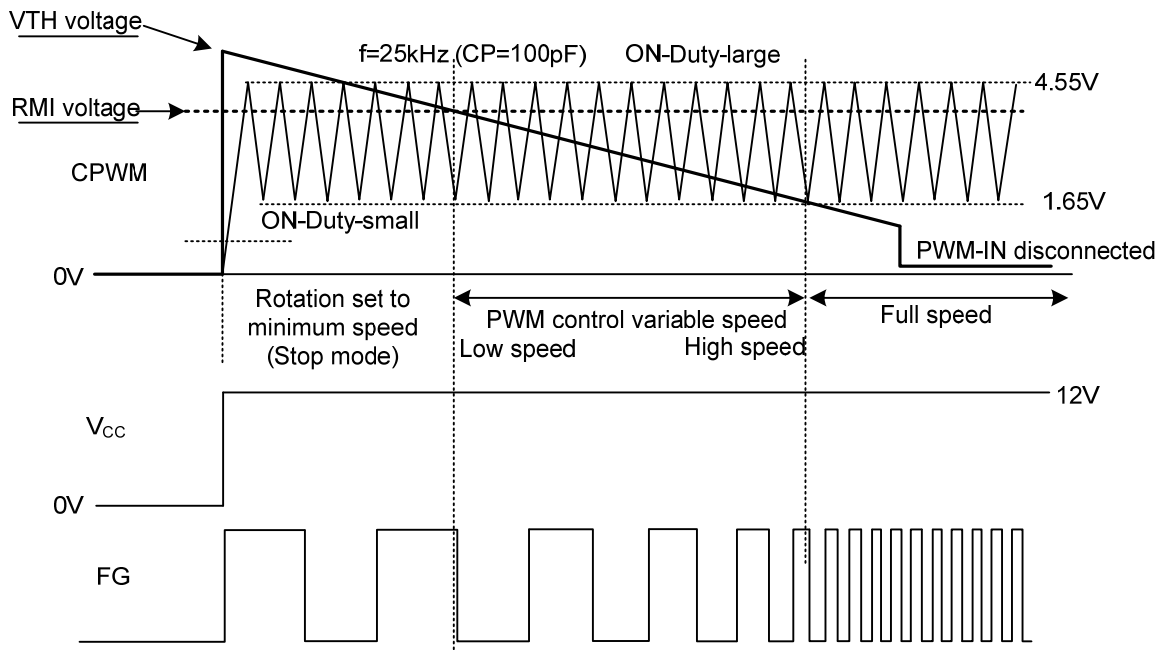 VTH voltage
f=25kHz (CP=100pF)
ON-Duty-large
4.55V
RMI voltage
CPWM
1.65V
ON-Duty-small
PWM-IN disconnected
0V
Rotation set to
minimum speed
(Stop mode)
PWM control variable speed
Low speed
High speed
Full speed
12V
VCC
0V
FG